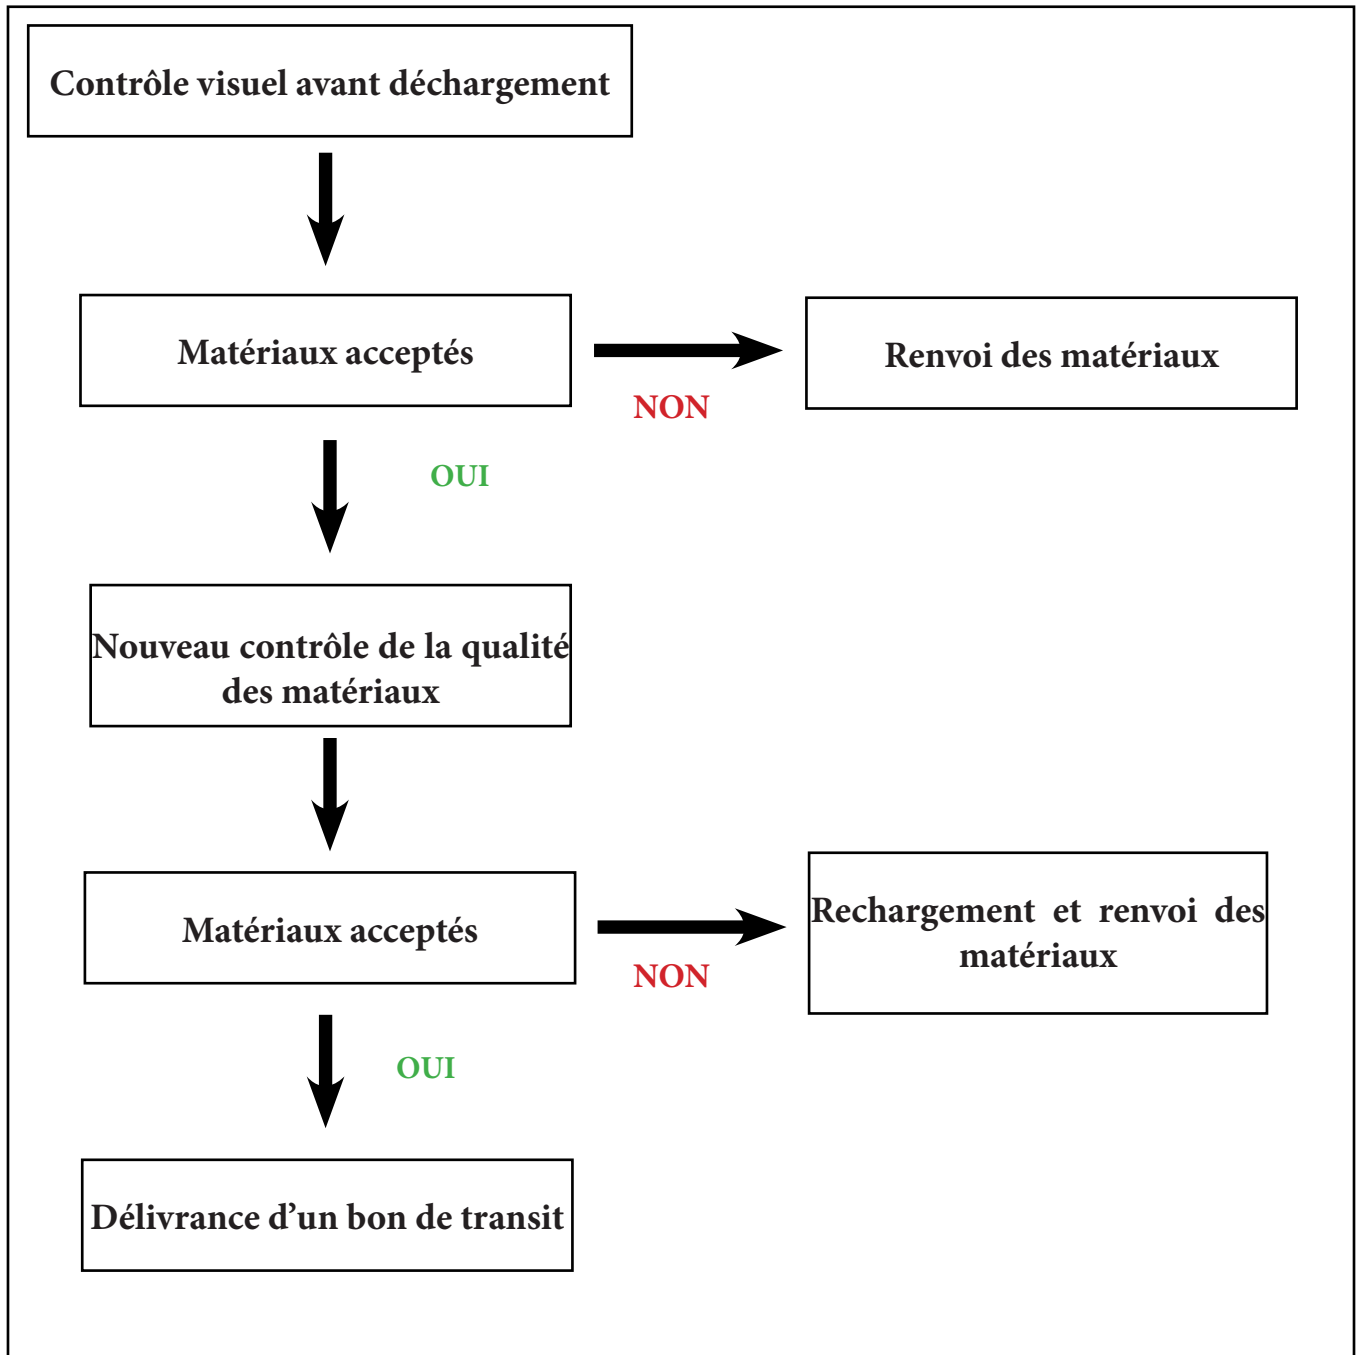 Contrôle visuel avant déchargement
Matériaux acceptés
Renvoi des matériaux
NON
OUI
Nouveau contrôle de la qualité
des matériaux
Matériaux acceptés
Rechargement et renvoi des
matériaux
NON
OUI
Délivrance d’un bon de transit